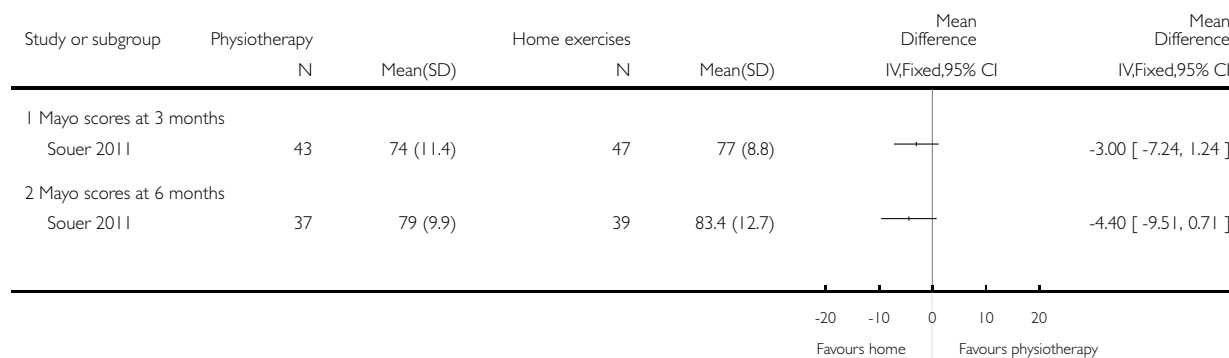 Study or subgroup Physiotherapy Home exercises Mean Difference Mean Difference
N Mean(SD) N Mean(SD) IV,Fixed,95% CI IV,Fixed,95% CI
1 Mayo scores at 3 months
Souer 2011 43 74 (11.4) 47 77 (8.8) -3.00 [ -7.24, 1.24 ]
2 Mayo scores at 6 months
Souer 2011 37 79 (9.9) 39 83.4 (12.7) -4.40 [ -9.51, 0.71 ]
-20 -10 0 10 20
Favours home Favours physiotherapy